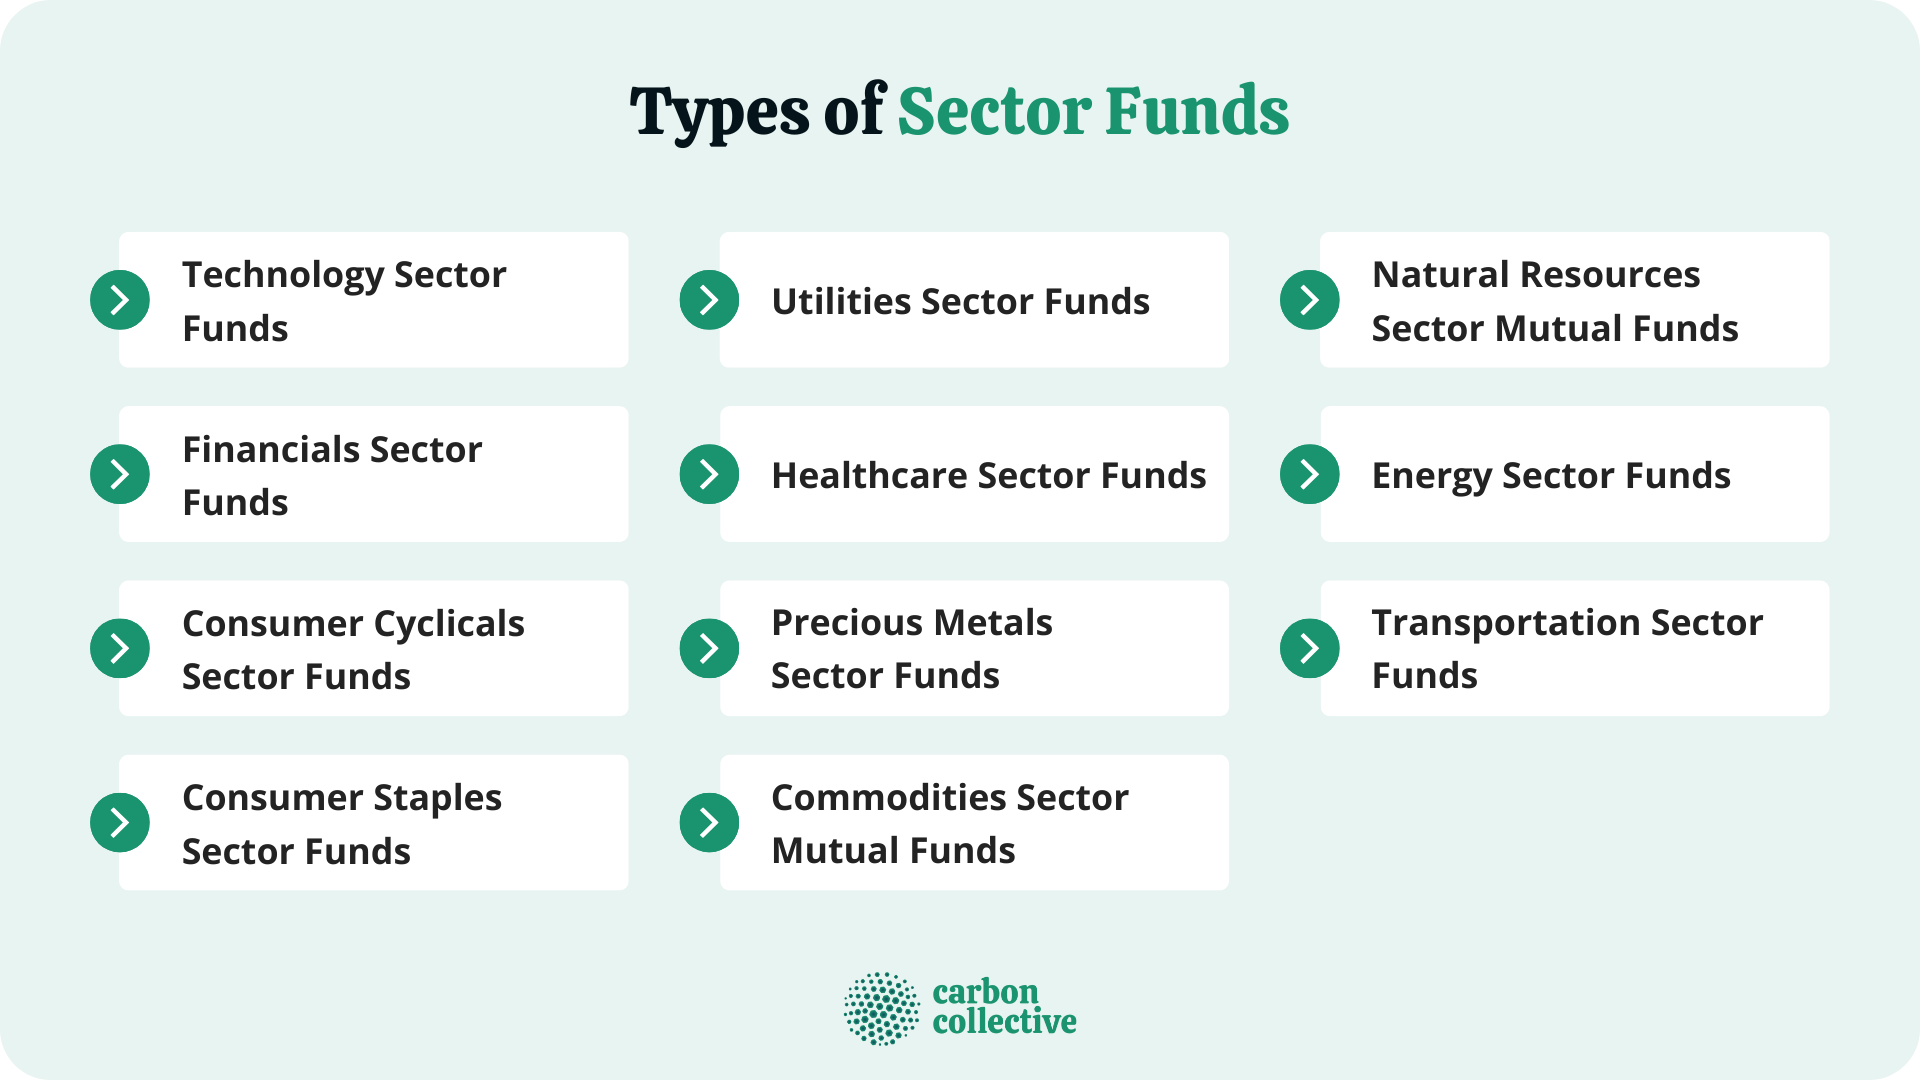 Types of Sector Funds
Technology Sector
Funds
Utilities Sector Funds
Natural Resources
Sector Mutual Funds
Financials Sector
Funds
Healthcare Sector Funds
Energy Sector Funds
Consumer Cyclicals
Sector Funds
Precious Metals
Sector Funds
Transportation Sector
Funds
Consumer Staples
Sector Funds
Commodities Sector
Mutual Funds
carbon
collective